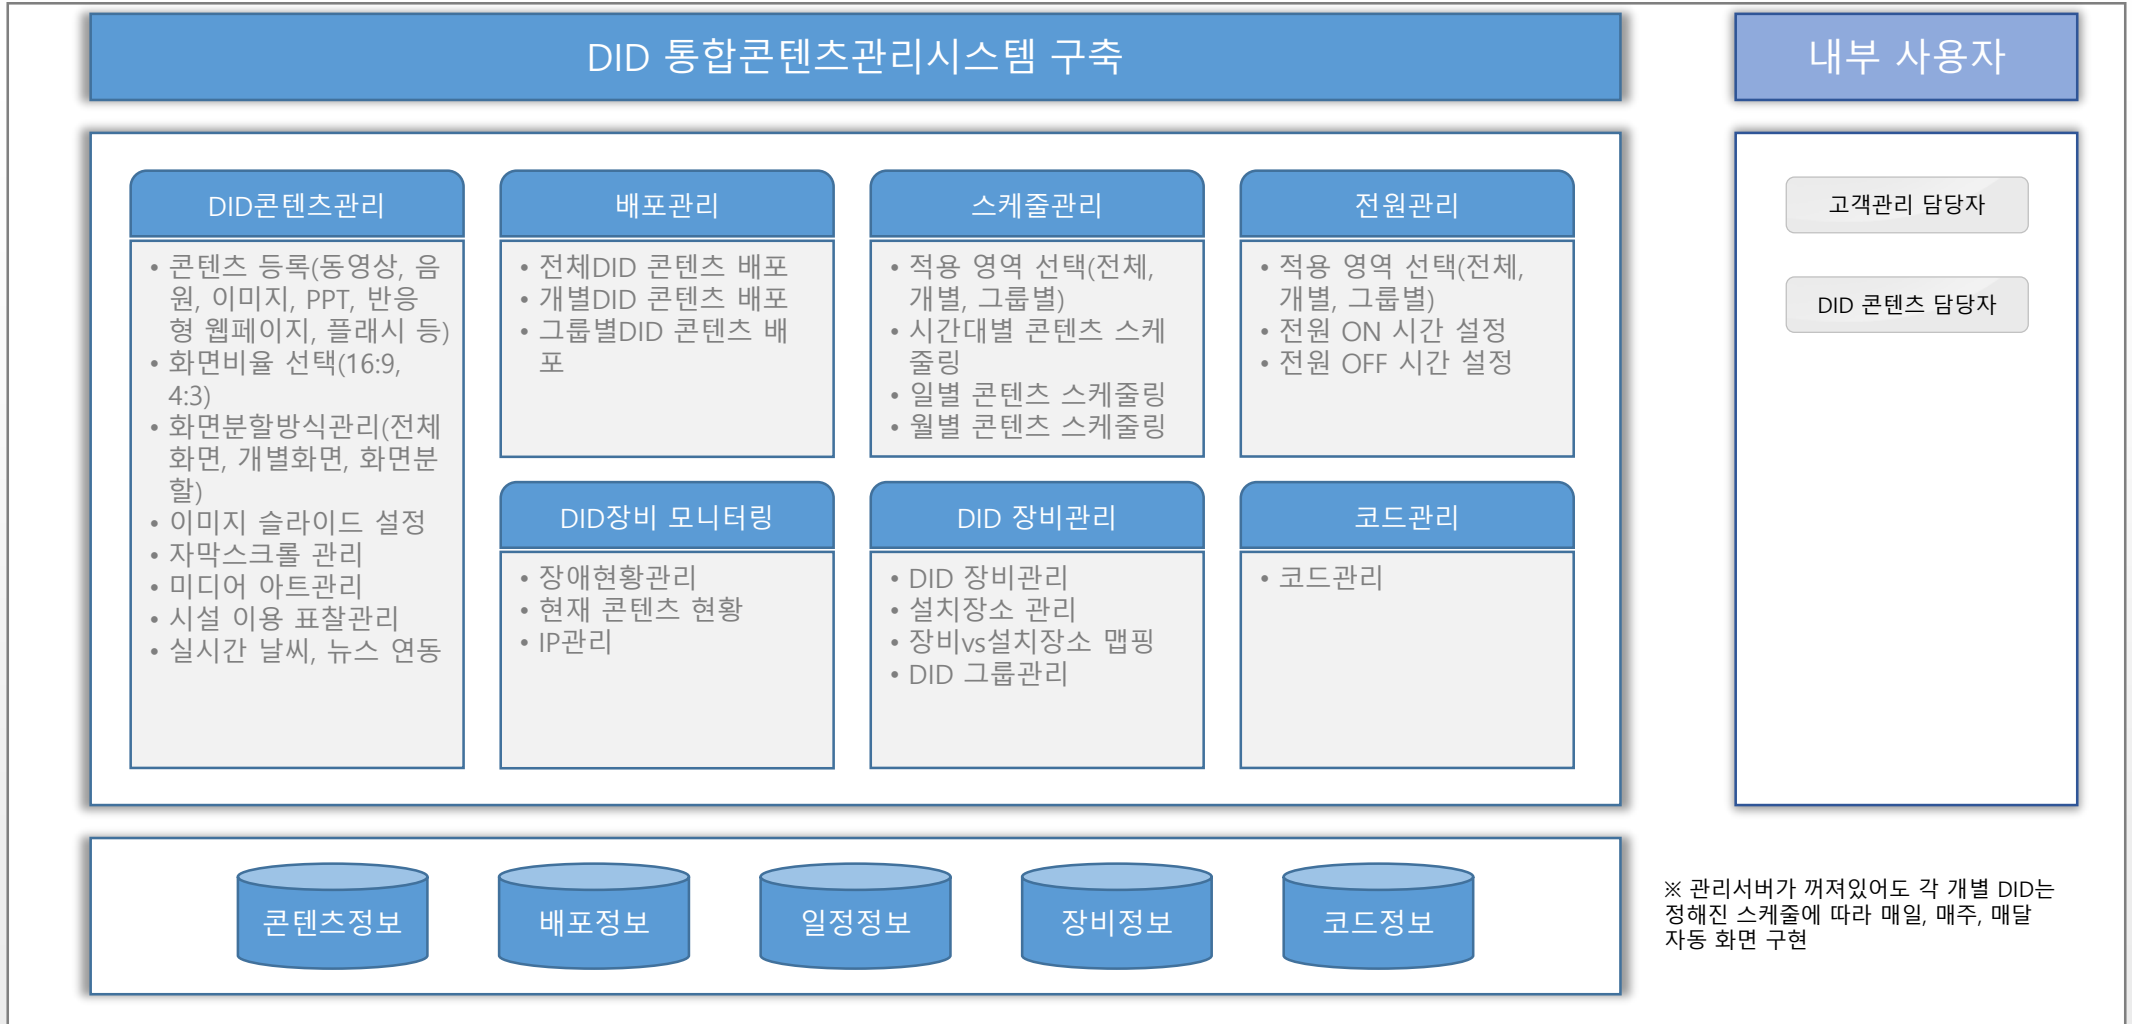 DID 통합콘텐츠관리시스템 구축
내부 사용자
DID콘텐츠관리
• 콘텐츠 등록(동영상, 음
원, 이미지, PPT, 반응
형 웹페이지, 플래시 등)
• 화면비율 선택(16:9,
4:3)
• 화면분할방식관리(전체
화면, 개별화면, 화면분
할)
• 이미지 슬라이드 설정
• 자막스크롤 관리
• 미디어 아트관리
• 시설 이용 표찰관리
• 실시간 날씨, 뉴스 연동
배포관리
• 전체DID 콘텐츠 배포
• 개별DID 콘텐츠 배포
• 그룹별DID 콘텐츠 배
포
스케줄관리
• 적용 영역 선택(전체,
개별, 그룹별)
• 시간대별 콘텐츠 스케
줄링
• 일별 콘텐츠 스케줄링
• 월별 콘텐츠 스케줄링
전원관리
• 적용 영역 선택(전체,
개별, 그룹별)
• 전원 ON 시간 설정
• 전원 OFF 시간 설정
DID장비 모니터링
• 장애현황관리
• 현재 콘텐츠 현황
• IP관리
DID 장비관리
• DID 장비관리
• 설치장소 관리
• 장비vs설치장소 맵핑
• DID 그룹관리
코드관리
• 코드관리
고객관리 담당자
DID 콘텐츠 담당자
콘텐츠정보
배포정보
일정정보
장비정보
코드정보
※ 관리서버가 꺼져있어도 각 개별 DID는
정해진 스케줄에 따라 매일, 매주, 매달
자동 화면 구현